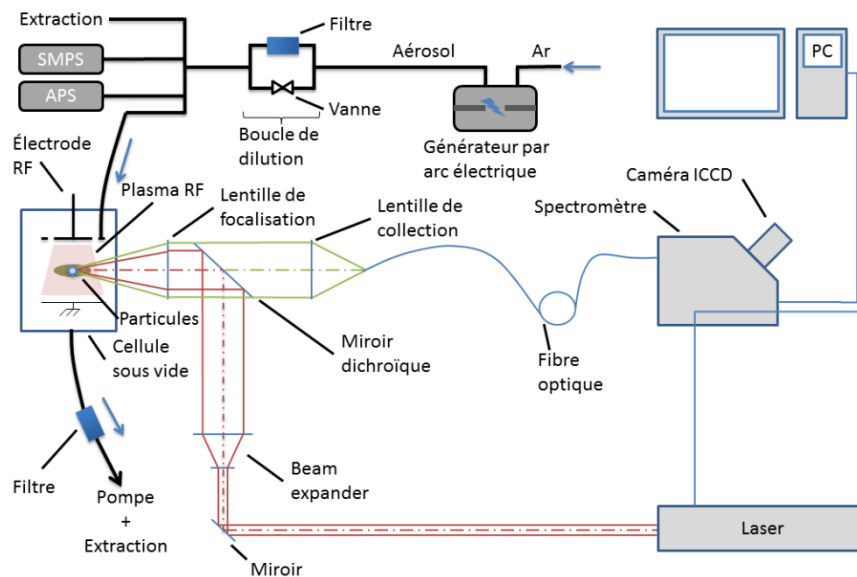 Extraction
SMPS
APS
Filtre
Vanne
Boucle de
dilution
Aérosol
Ar
Générateur par
arc électrique
PC
Électrode
RF
Plasma RF
Lentille de
focalisation
Lentille de
collection
Caméra ICCD
Spectromètre
Particules
Cellule
sous vide
Miroir
dichroïque
Fibre
optique
Filtre
Pompe
+
Extraction
Beam
expander
Miroir
Laser